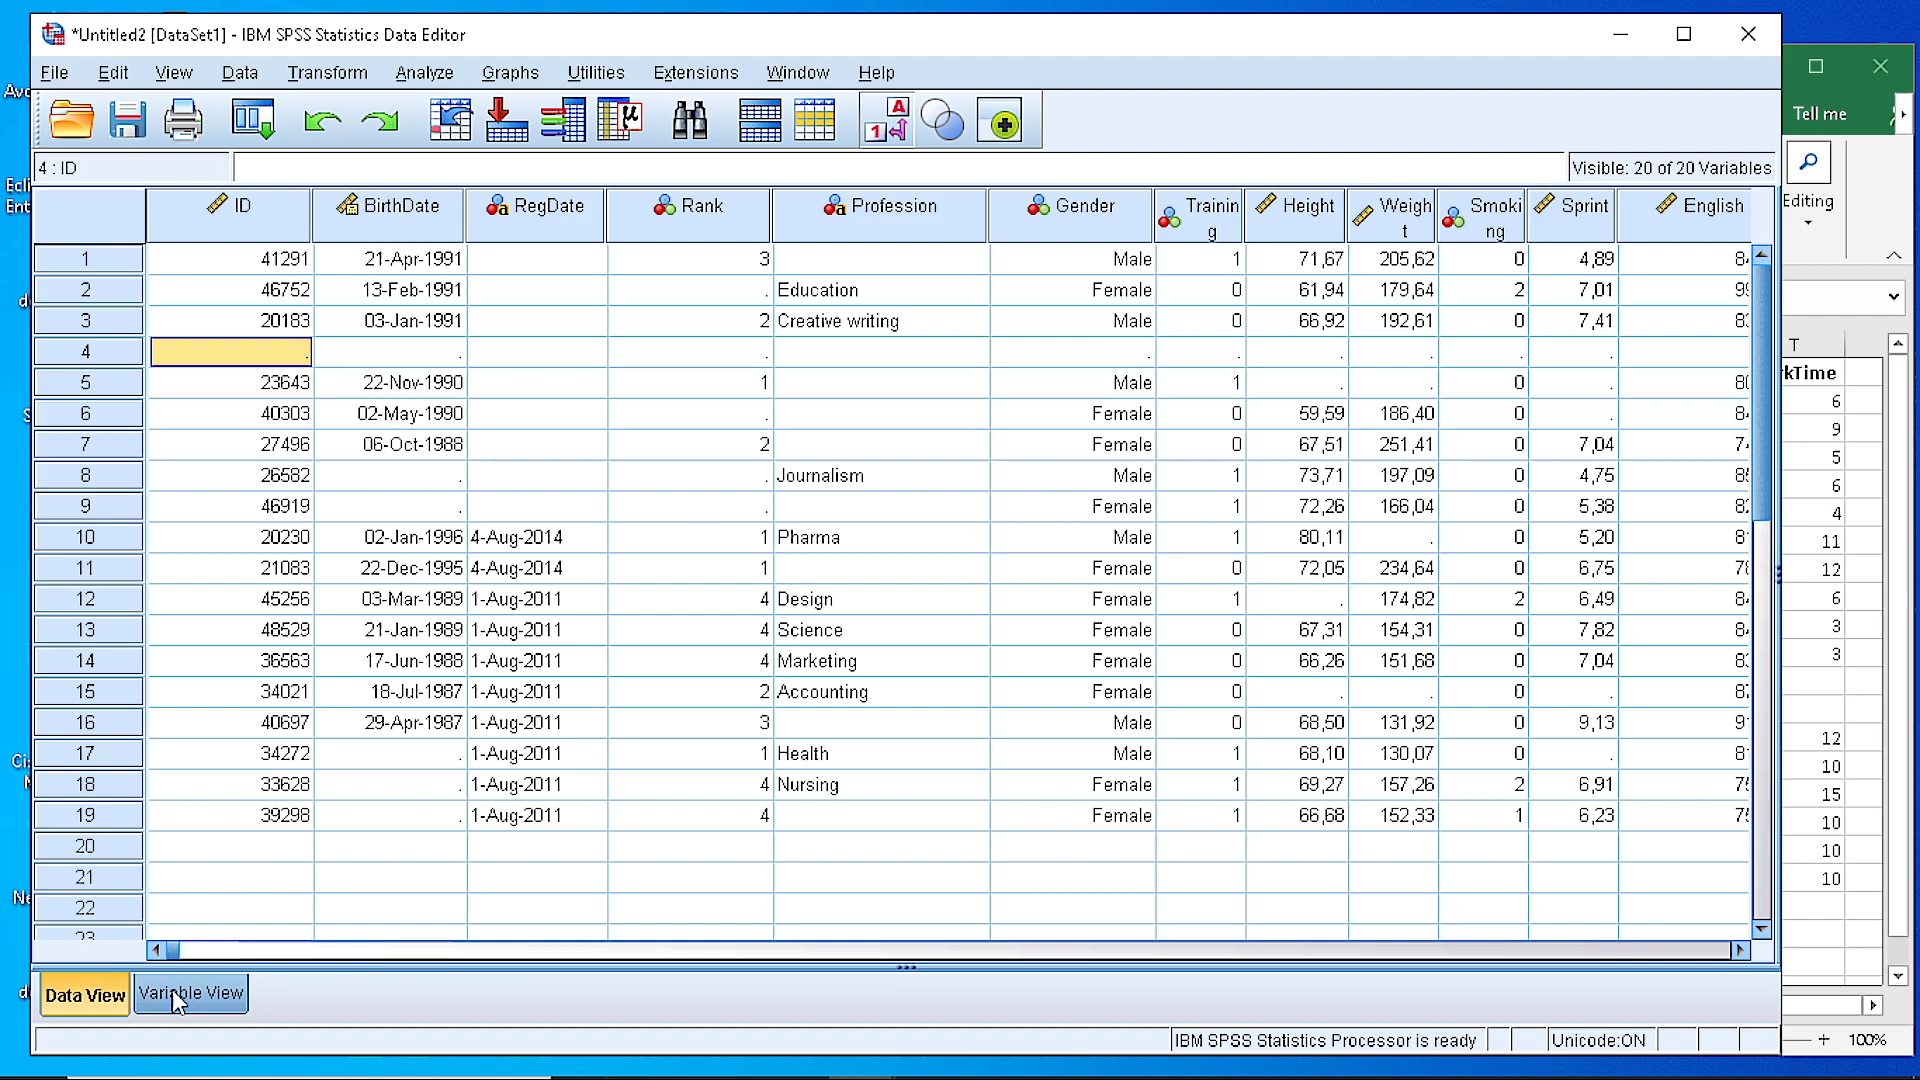 *Untitled2 [DataSet1] - IBM SPSS Statistics Data Editor
File Edit View Data Transform Analyze Graphs Utilities Extensions Window Help
Tell me
4 : ID
Visible: 20 of 20 Variables
Editing
ID BirthDate RegDate Rank Profession Gender Training Height Weight Smoking Sprint English
1 41291 21-Apr-1991 3 Male 1 71,67 205,62 0 4,89
2 46752 13-Feb-1991 . Education Female 0 61,94 179,64 2 7,01
3 20183 03-Jan-1991 2 Creative writing Male 0 66,92 192,61 0 7,41
4 . . . . . . . . .
5 23643 22-Nov-1990 1 Male 1 . . 0 .
6 40303 02-May-1990 . Female 0 59,59 186,40 0 .
7 27496 06-Oct-1988 2 Female 0 67,51 251,41 0 7,04
8 26582 . . Journalism Male 1 73,71 197,09 0 4,75
9 46919 . . Female 1 72,26 166,04 0 5,38
10 20230 02-Jan-1996 4-Aug-2014 1 Pharma Male 1 80,11 . 0 5,20
11 21083 22-Dec-1995 4-Aug-2014 1 Female 0 72,05 234,64 0 6,75
12 45256 03-Mar-1989 1-Aug-2011 4 Design Female 1 . 174,82 2 6,49
13 48529 21-Jan-1989 1-Aug-2011 4 Science Female 0 67,31 154,31 0 7,82
14 36563 17-Jun-1988 1-Aug-2011 4 Marketing Female 0 66,26 151,68 0 7,04
15 34021 18-Jul-1987 1-Aug-2011 2 Accounting Female 0 . . 0 .
16 40697 29-Apr-1987 1-Aug-2011 3 Male 0 68,50 131,92 0 9,13
17 34272 . 1-Aug-2011 1 Health Male 1 68,10 130,07 0 .
18 33628 . 1-Aug-2011 4 Nursing Female 1 69,27 157,26 2 6,91
19 39298 . 1-Aug-2011 4 Female 1 66,68 152,33 1 6,23
20
21
22
23
T
kTime
6
9
5
6
4
11
12
6
3
3
12
10
15
10
10
10
Data View Variable View
IBM SPSS Statistics Processor is ready Unicode:ON
100%